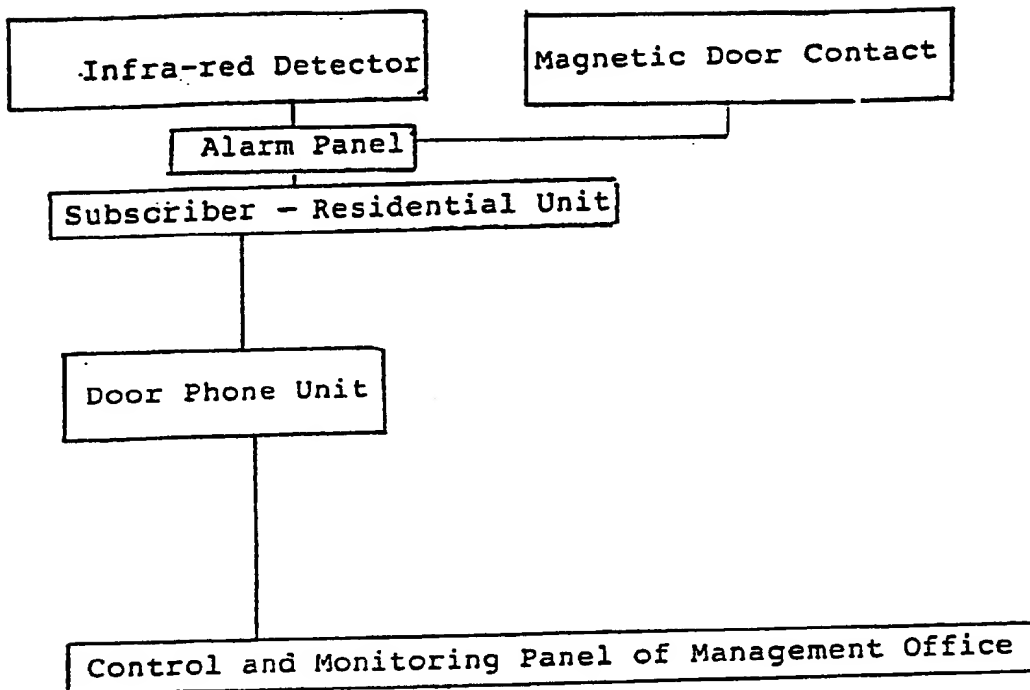 Infra-red Detector
Magnetic Door Contact
Alarm Panel
Subscriber — Residential Unit
Door Phone Unit
Control and Monitoring Panel of Management Office